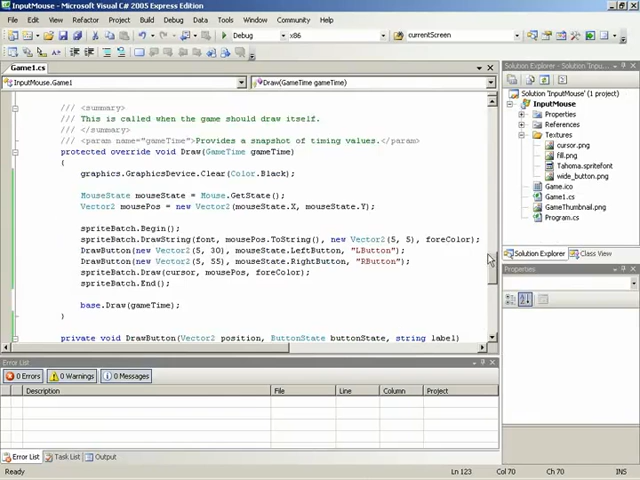 InputMouse - Microsoft Visual C# 2005 Express Edition
File Edit View Refactor Project Build Debug Data Tools Window Community Help
Debug x86 currentScreen
Game1.cs
InputMouse.Game1 Draw(GameTime gameTime)
/// <summary>
/// This is called when the game should draw itself.
/// </summary>
/// <param name="gameTime">Provides a snapshot of timing values.</param>
protected override void Draw(GameTime gameTime)
{
graphics.GraphicsDevice.Clear(Color.Black);
MouseState mouseState = Mouse.GetState();
Vector2 mousePos = new Vector2(mouseState.X, mouseState.Y);
spriteBatch.Begin();
spriteBatch.DrawString(font, mousePos.ToString(), new Vector2(5, 5), foreColor);
DrawButton(new Vector2(5, 30), mouseState.LeftButton, "LButton");
DrawButton(new Vector2(5, 55), mouseState.RightButton, "RButton");
spriteBatch.Draw(cursor, mousePos, foreColor);
spriteBatch.End();
base.Draw(gameTime);
}
private void DrawButton(Vector2 position, ButtonState buttonState, string label)
Solution Explorer
Solution 'InputMouse' (1 project)
InputMouse
Properties
References
Textures
cursor.png
fill.png
Tahoma.spritefont
wide_button.png
Game.ico
Game1.cs
GameThumbnail.png
Program.cs
Solution Explorer Class View
Properties
Error List
0 Errors 0 Warnings 0 Messages
Description File Line Column Project
Error List Task List Output
Ready Ln 123 Col 70 Ch 70 INS